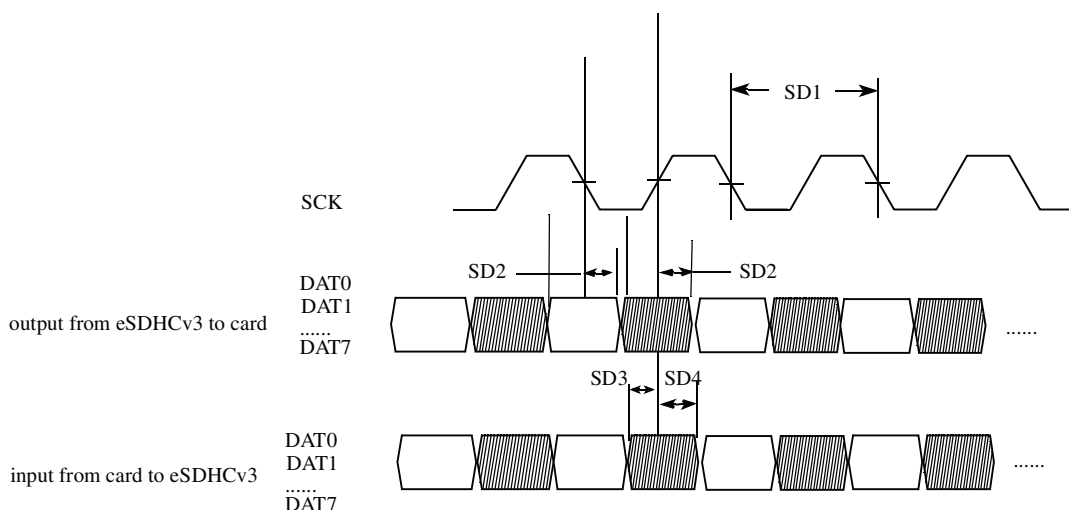 SD1
SCK
SD2
SD2
DAT0
DAT1
......
DAT7
output from eSDHCv3 to card
......
SD3
SD4
DAT0
DAT1
......
DAT7
input from card to eSDHCv3
......